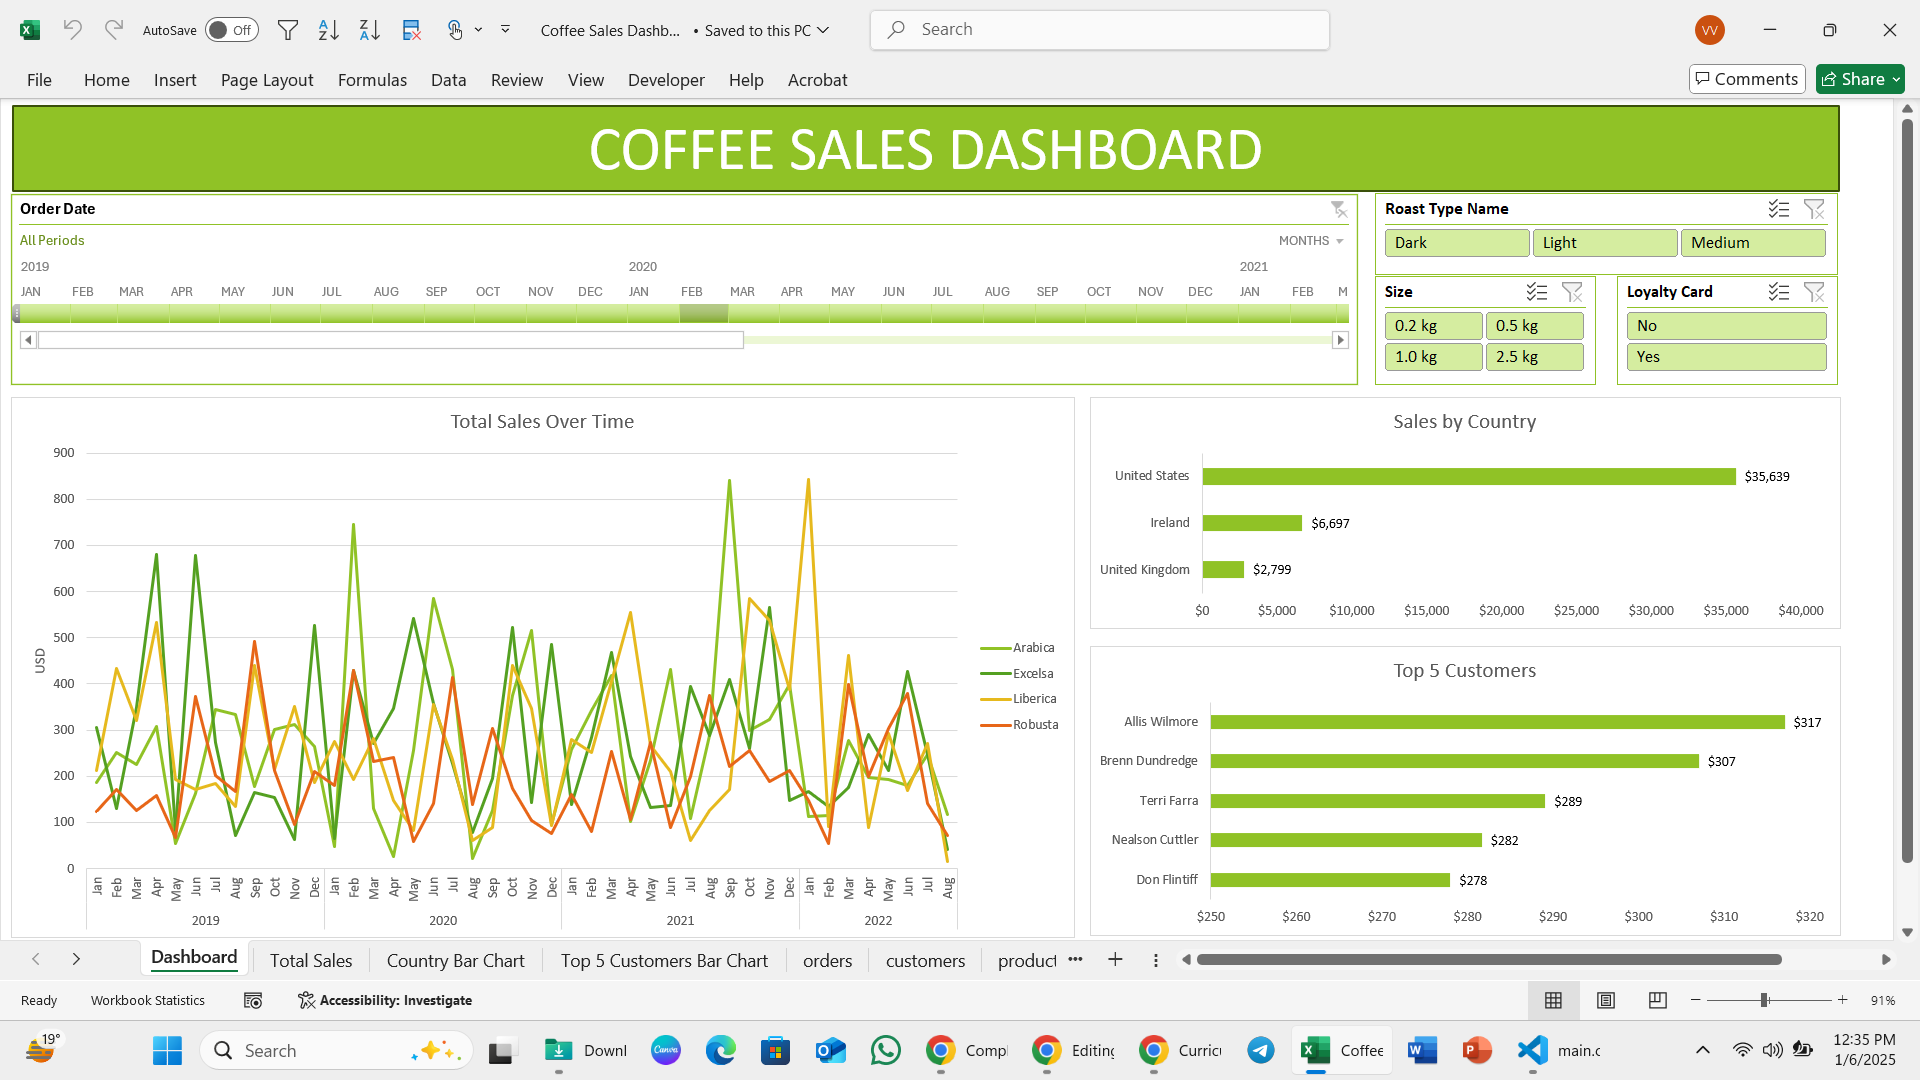 AutoSave Off Coffee Sales Dashb... • Saved to this PC Search VV
File Home Insert Page Layout Formulas Data Review View Developer Help Acrobat Comments Share
COFFEE SALES DASHBOARD
Order Date
All Periods MONTHS
2019 2020 2021
JAN FEB MAR APR MAY JUN JUL AUG SEP OCT NOV DEC JAN FEB MAR APR MAY JUN JUL AUG SEP OCT NOV DEC JAN FEB M
Roast Type Name
Dark Light Medium
Size
0.2 kg 0.5 kg
1.0 kg 2.5 kg
Loyalty Card
No
Yes
Total Sales Over Time
900
800
700
600
500
400
300
200
100
0
USD
Jan Feb Mar Apr May Jun Jul Aug Sep Oct Nov Dec Jan Feb Mar Apr May Jun Jul Aug Sep Oct Nov Dec Jan Feb Mar Apr May Jun Jul Aug Sep Oct Nov Dec Jan Feb Mar Apr May Jun Jul Aug
2019 2020 2021 2022
Arabica
Excelsa
Liberica
Robusta
Sales by Country
United States $35,639
Ireland $6,697
United Kingdom $2,799
$0 $5,000 $10,000 $15,000 $20,000 $25,000 $30,000 $35,000 $40,000
Top 5 Customers
Allis Wilmore $317
Brenn Dundredge $307
Terri Farra $289
Nealson Cuttler $282
Don Flintiff $278
$250 $260 $270 $280 $290 $300 $310 $320
Dashboard Total Sales Country Bar Chart Top 5 Customers Bar Chart orders customers product ...
Ready Workbook Statistics Accessibility: Investigate 91%
19° Search Downl Compl Editing Curricu Coffee main.c 12:35 PM
1/6/2025